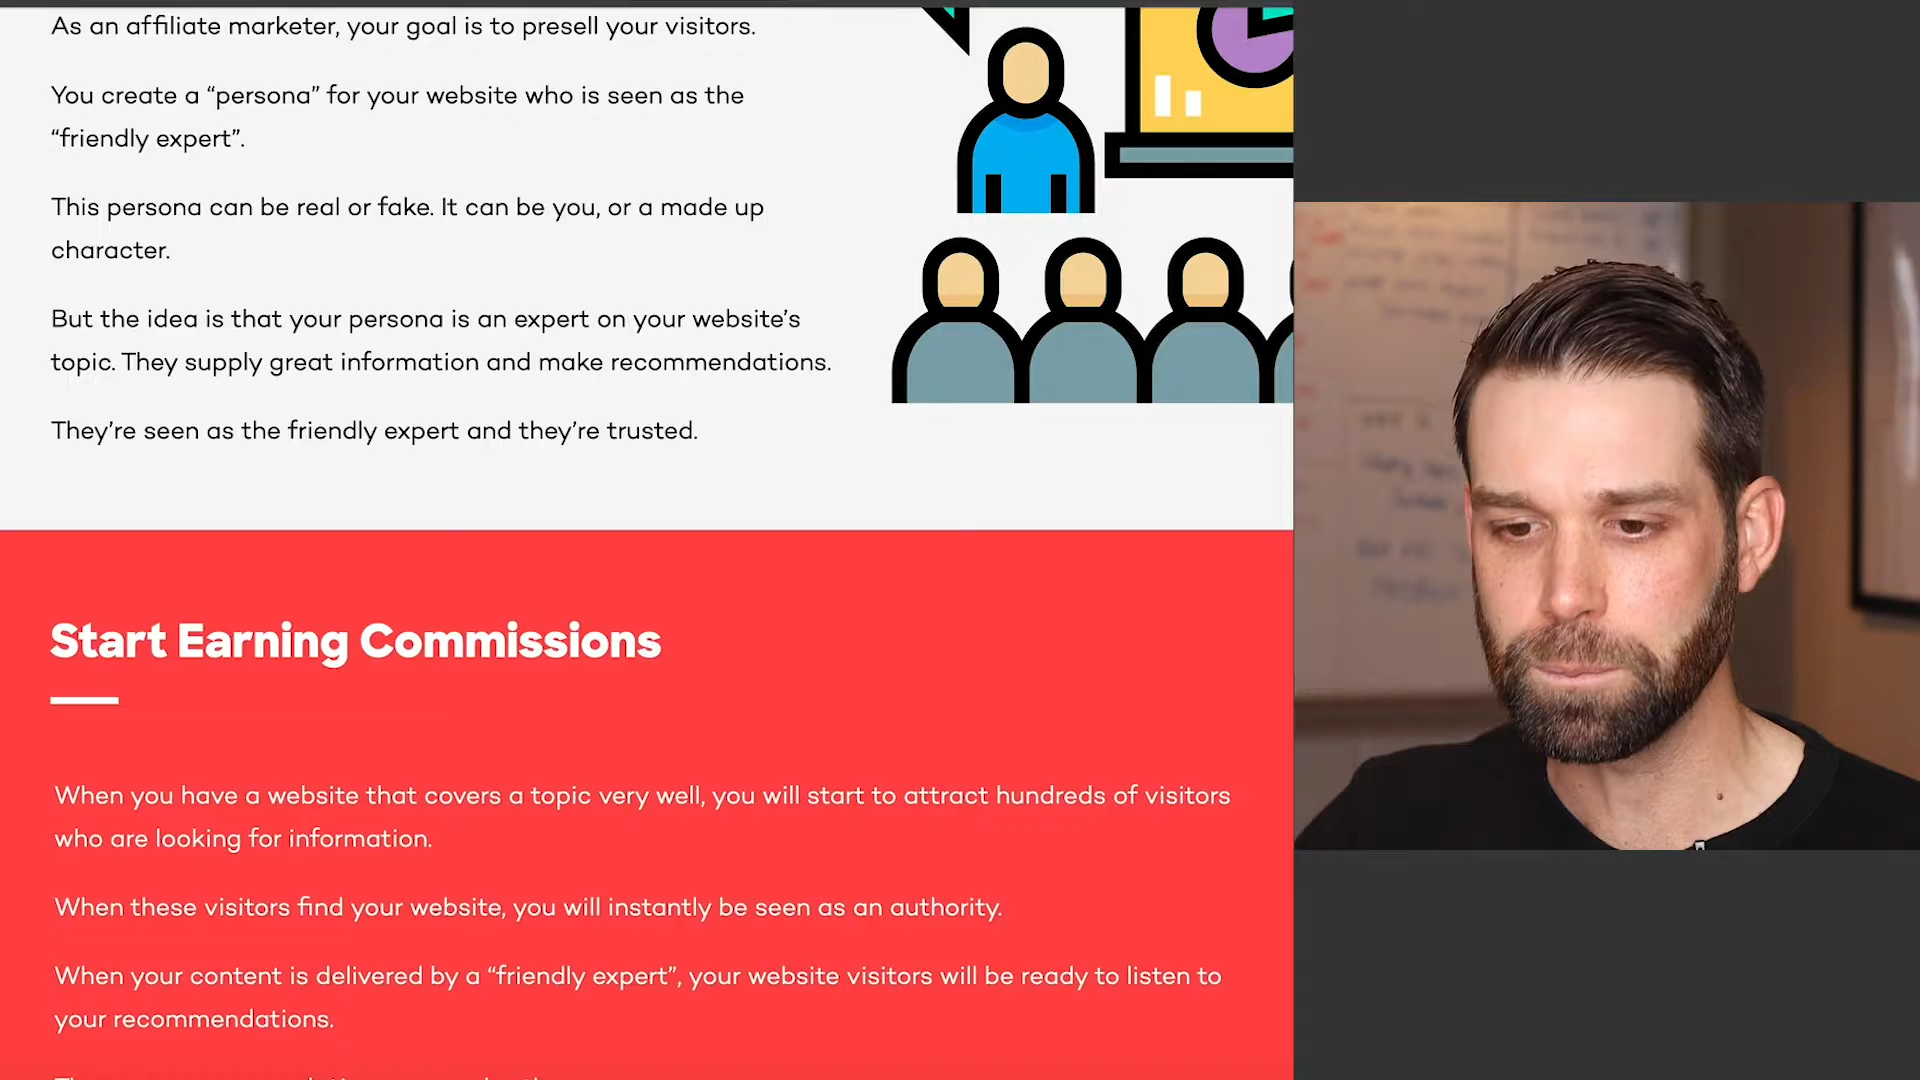 As an affiliate marketer, your goal is to presell your visitors.
You create a “persona” for your website who is seen as the
“friendly expert”.
This persona can be real or fake. It can be you, or a made up
character.
But the idea is that your persona is an expert on your website’s
topic. They supply great information and make recommendations.
They’re seen as the friendly expert and they’re trusted.
Start Earning Commissions
When you have a website that covers a topic very well, you will start to attract hundreds of visitors
who are looking for information.
When these visitors find your website, you will instantly be seen as an authority.
When your content is delivered by a “friendly expert”, your website visitors will be ready to listen to
your recommendations.